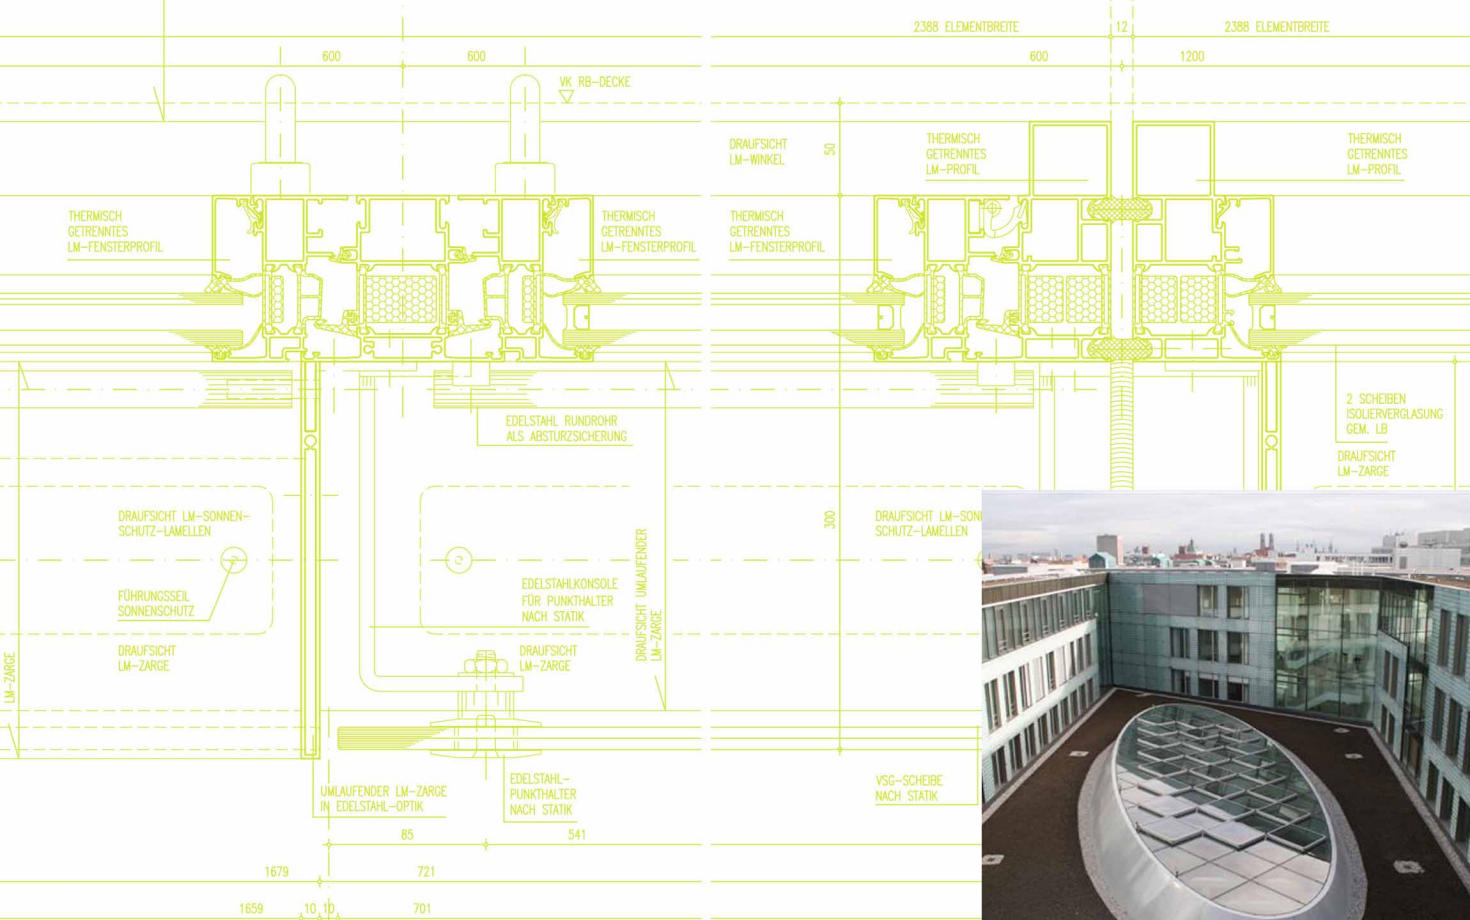 2388 ELEMENTBREITE
12
2388 ELEMENTBREITE
600
600
600
1200
VK RB-DECKE
DRAUFSICHT
LM-WINKEL
50
THERMISCH
GETRENNTES
LM-PROFIL
THERMISCH
GETRENNTES
LM-PROFIL
THERMISCH
GETRENNTES
LM-FENSTERPROFIL
THERMISCH
GETRENNTES
LM-FENSTERPROFIL
THERMISCH
GETRENNTES
LM-FENSTERPROFIL
EDELSTAHL RUNDROHR
ALS ABSTURZSICHERUNG
2 SCHEIBEN
ISOLIERVERGLASUNG
GEM. LB
DRAUFSICHT
LM-ZARGE
DRAUFSICHT LM-SONNEN-
SCHUTZ-LAMELLEN
300
DRAUFSICHT LM-SONN
SCHUTZ-LAMELLEN
FÜHRUNGSSEIL
SONNENSCHUTZ
EDELSTAHLKONSOLE
FÜR PUNKTHALTER
NACH STATIK
DRAUFSICHT UMLAUFENDER
LM-ZARGE
DRAUFSICHT
LM-ZARGE
DRAUFSICHT
LM-ZARGE
LM-ZARGE
UMLAUFENDER LM-ZARGE
IN EDELSTAHL-OPTIK
EDELSTAHL-
PUNKTHALTER
NACH STATIK
VSG-SCHEIBE
NACH STATIK
85
541
1679
721
1659
10
10
701